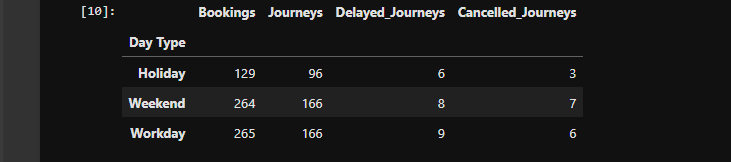 [10]: Bookings Journeys Delayed_Journeys Cancelled_Journeys
Day Type
Holiday 129 96 6 3
Weekend 264 166 8 7
Workday 265 166 9 6